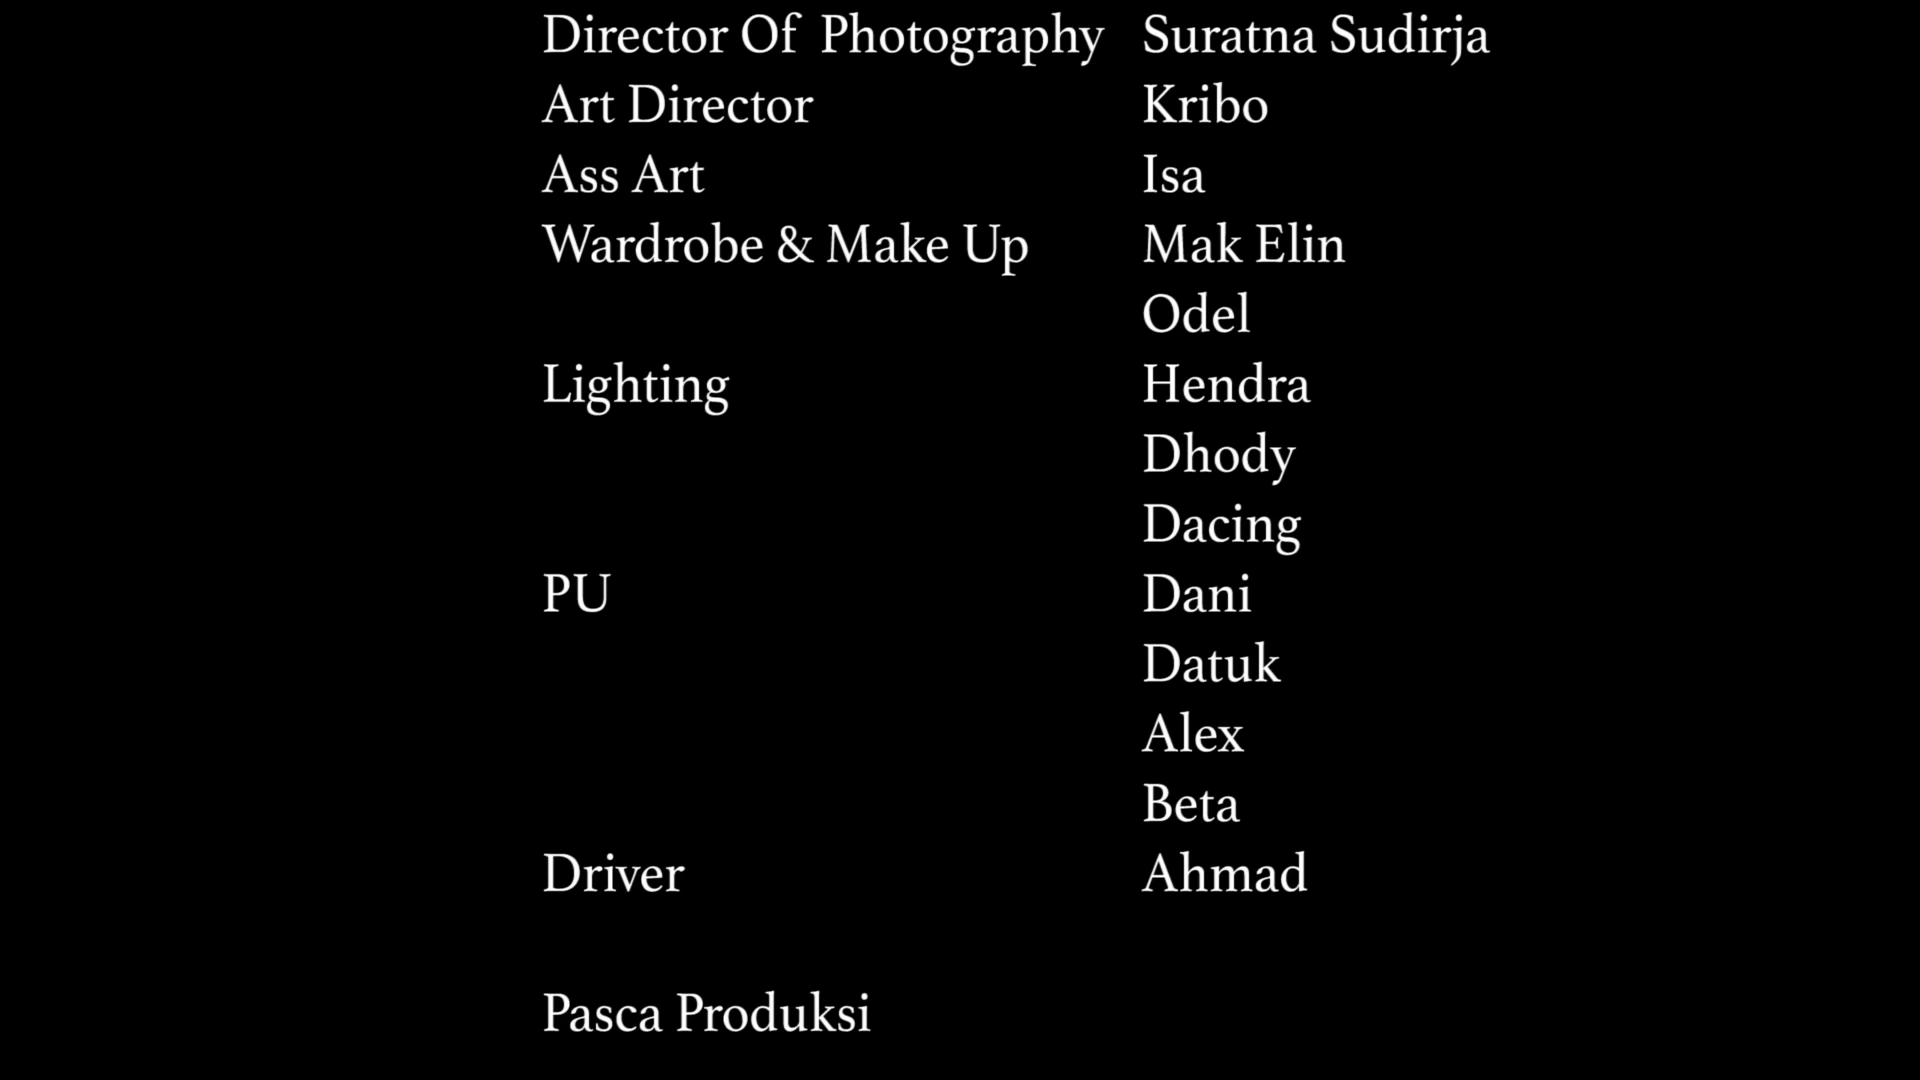 Director Of Photography Suratna Sudirja
Art Director Kribo
Ass Art Isa
Wardrobe & Make Up Mak Elin
Odel
Lighting Hendra
Dhody
Dacing
PU Dani
Datuk
Alex
Beta
Driver Ahmad
Pasca Produksi